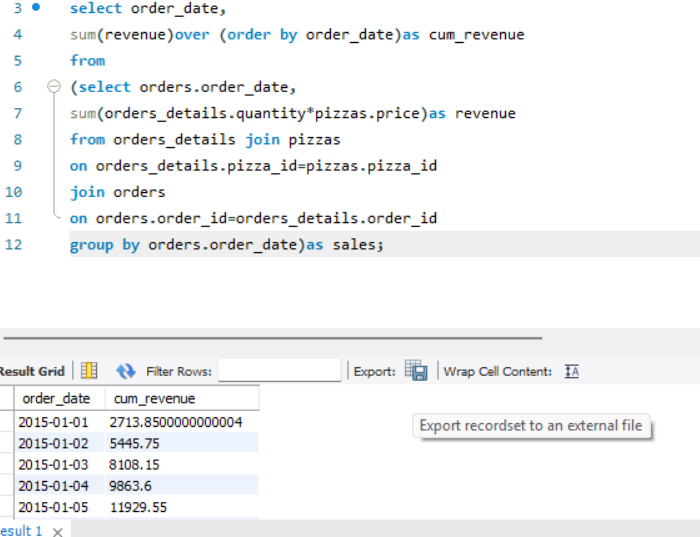 3 select order_date,
4 sum(revenue)over (order by order_date)as cum_revenue
5 from
6 (select orders.order_date,
7 sum(orders_details.quantity*pizzas.price)as revenue
8 from orders_details join pizzas
9 on orders_details.pizza_id=pizzas.pizza_id
10 join orders
11 on orders.order_id=orders_details.order_id
12 group by orders.order_date)as sales;
Result Grid Filter Rows: Export: Wrap Cell Content: IA
order_date cum_revenue
2015-01-01 2713.8500000000004
2015-01-02 5445.75
2015-01-03 8108.15
2015-01-04 9863.6
2015-01-05 11929.55
Export recordset to an external file
esult 1 ×